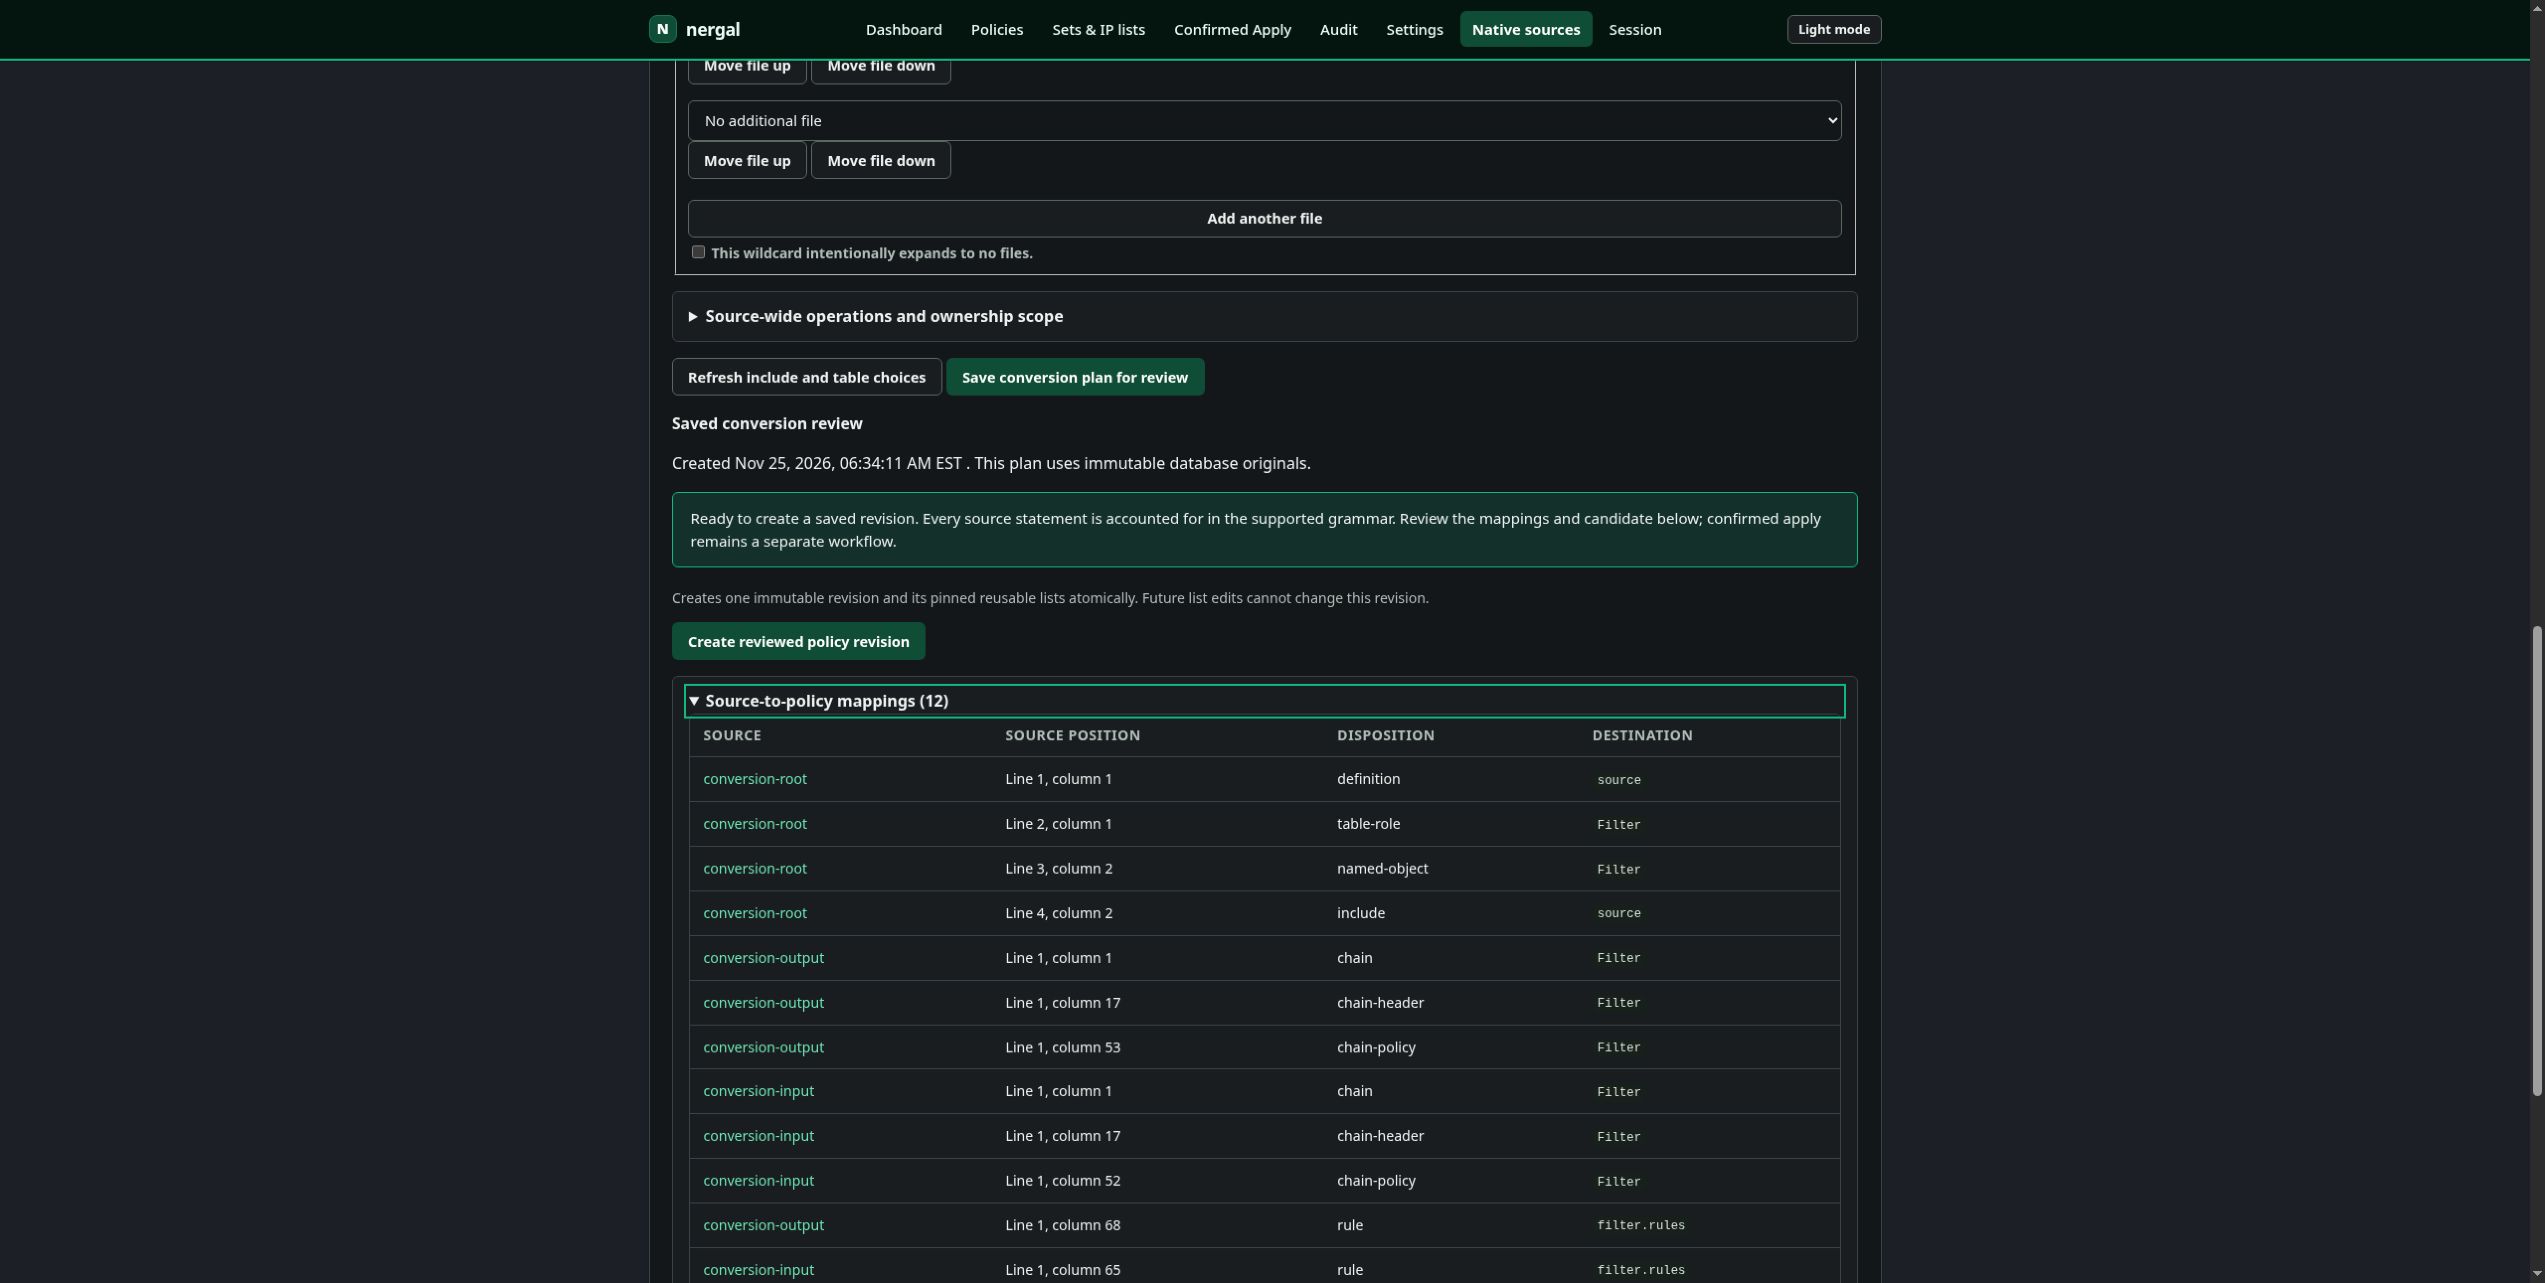 N nergal Dashboard Policies Sets & IP lists Confirmed Apply Audit Settings Native sources Session Light mode
Move file up Move file down
No additional file
Move file up Move file down
Add another file
This wildcard intentionally expands to no files.
Source-wide operations and ownership scope
Refresh include and table choices Save conversion plan for review
Saved conversion review
Created Nov 25, 2026, 06:34:11 AM EST . This plan uses immutable database originals.
Ready to create a saved revision. Every source statement is accounted for in the supported grammar. Review the mappings and candidate below; confirmed apply
remains a separate workflow.
Creates one immutable revision and its pinned reusable lists atomically. Future list edits cannot change this revision.
Create reviewed policy revision
Source-to-policy mappings (12)
SOURCE SOURCE POSITION DISPOSITION DESTINATION
conversion-root Line 1, column 1 definition source
conversion-root Line 2, column 1 table-role Filter
conversion-root Line 3, column 2 named-object Filter
conversion-root Line 4, column 2 include source
conversion-output Line 1, column 1 chain Filter
conversion-output Line 1, column 17 chain-header Filter
conversion-output Line 1, column 53 chain-policy Filter
conversion-input Line 1, column 1 chain Filter
conversion-input Line 1, column 17 chain-header Filter
conversion-input Line 1, column 52 chain-policy Filter
conversion-output Line 1, column 68 rule filter.rules
conversion-input Line 1, column 65 rule filter.rules